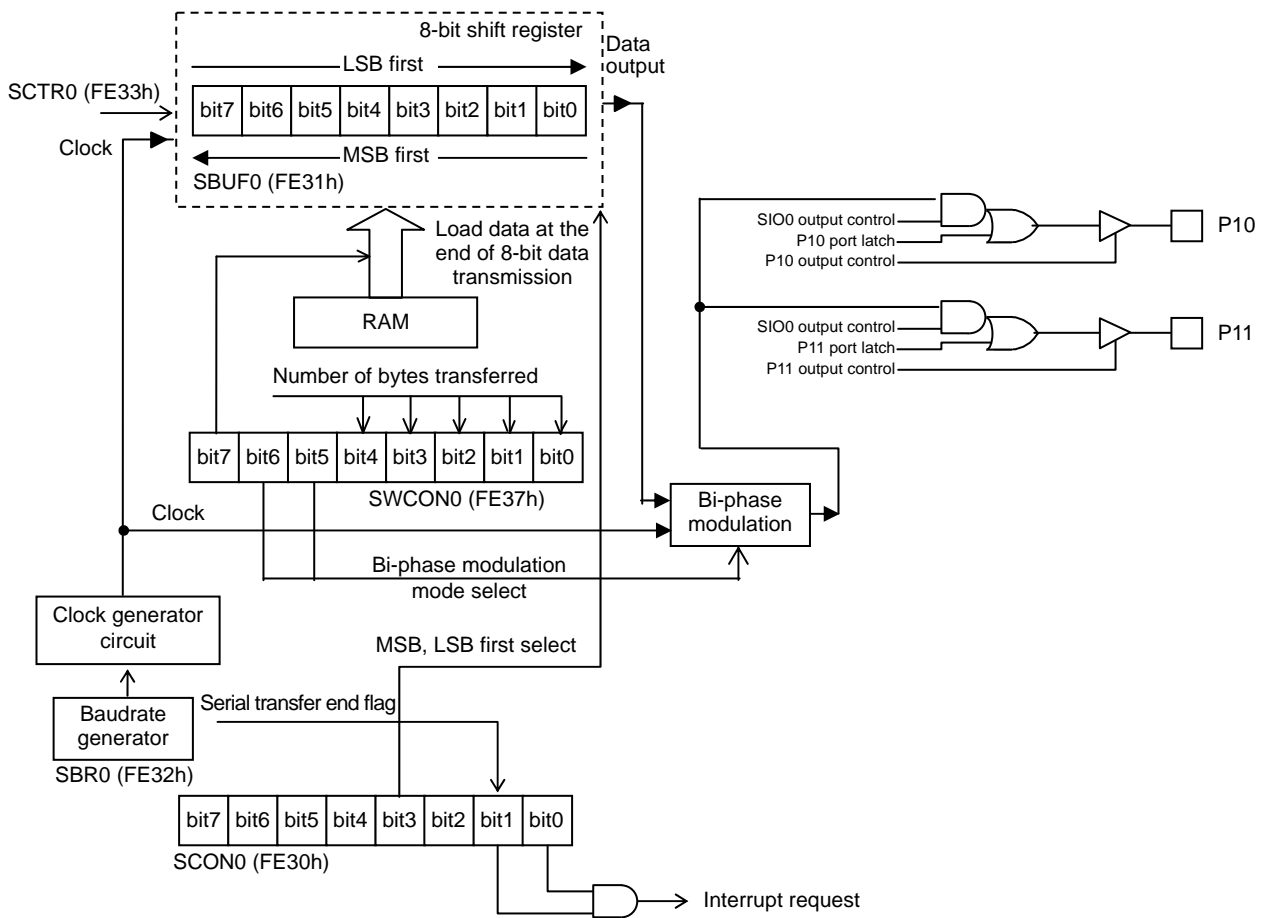 8-bit shift register
LSB first
Data
output
SCTR0 (FE33h)
bit7 bit6 bit5 bit4 bit3 bit2 bit1 bit0
Clock
MSB first
SBUF0 (FE31h)
Load data at the
end of 8-bit data
transmission
RAM
SIO0 output control
P10 port latch
P10 output control
P10
SIO0 output control
P11 port latch
P11 output control
P11
Number of bytes transferred
bit7 bit6 bit5 bit4 bit3 bit2 bit1 bit0
SWCON0 (FE37h)
Clock
Bi-phase
modulation
Bi-phase modulation
mode select
Clock generator
circuit
MSB, LSB first select
Serial transfer end flag
Baudrate
generator
SBR0 (FE32h)
bit7 bit6 bit5 bit4 bit3 bit2 bit1 bit0
SCON0 (FE30h)
Interrupt request